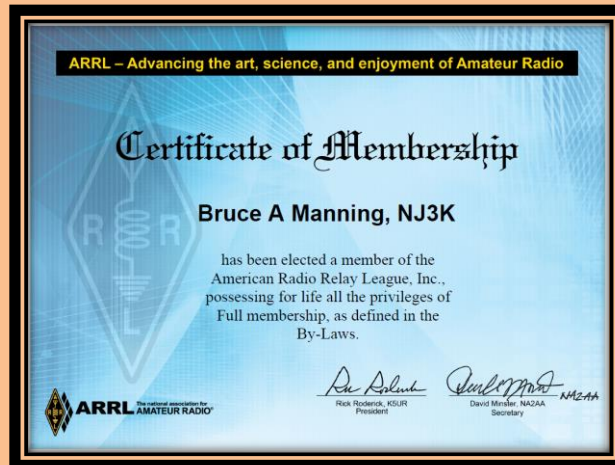 ARRL – Advancing the art, science, and enjoyment of Amateur Radio
Certificate of Membership
Bruce A Manning, NJ3K
has been elected a member of the
American Radio Relay League, Inc.,
possessing for life all the privileges of
Full membership, as defined in the
By-Laws.
A
R R
L
NA2AA
Rick Roderick, K5UR
President
David Minster, NA2AA
Secretary
ARRL The national association for
AMATEUR RADIO®